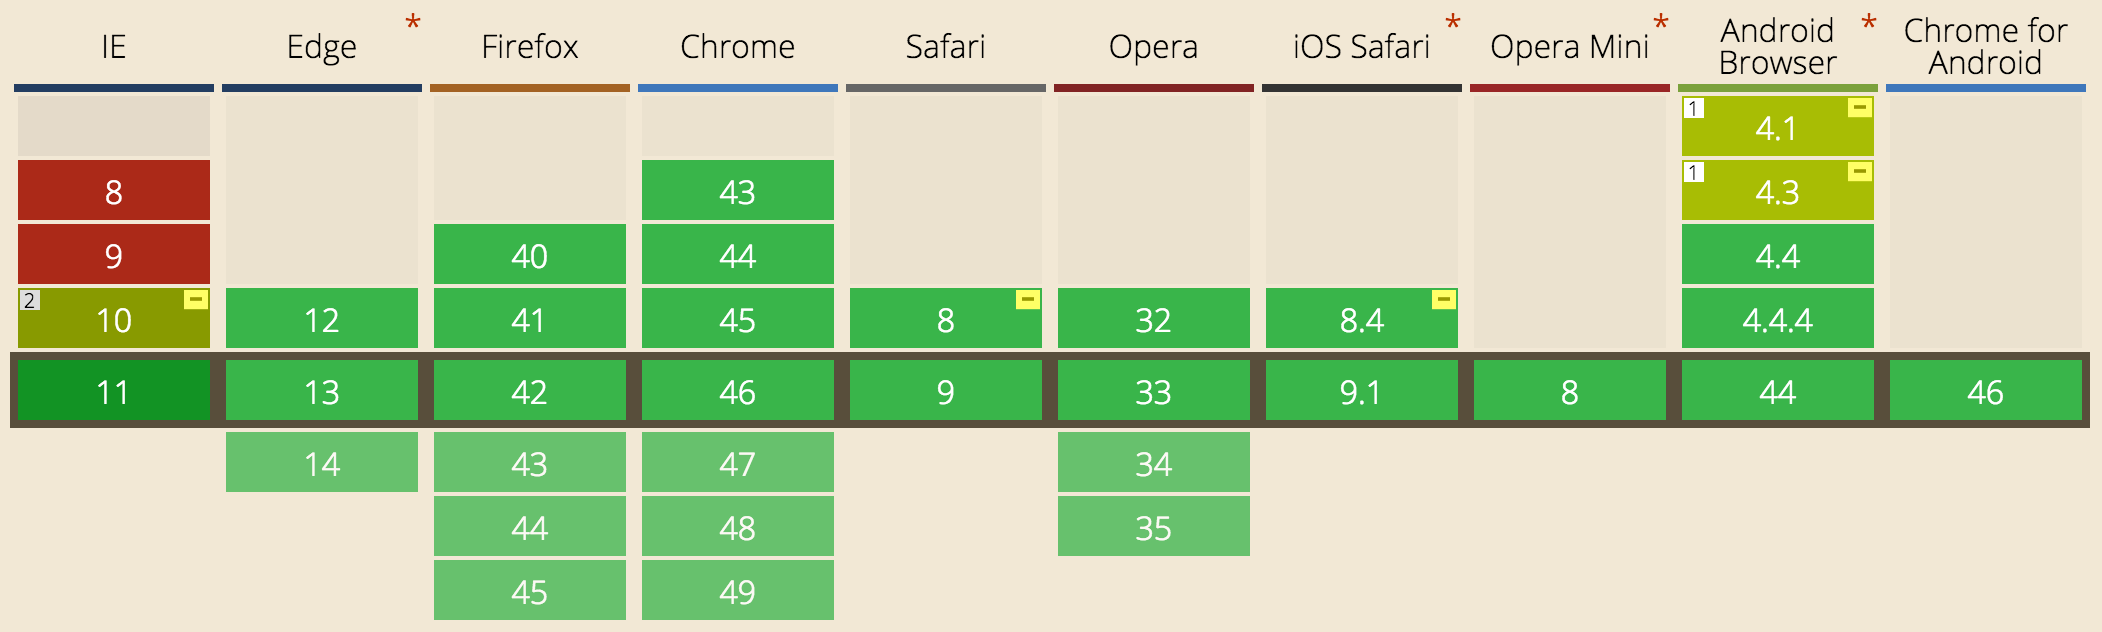 IE Edge * Firefox Chrome Safari Opera iOS Safari * Opera Mini * Android Browser * Chrome for Android
1 4.1 −
8 43 1 4.3 −
9 40 44 4.4
2 10 − 12 41 45 8 − 32 8.4 − 4.4.4
11 13 42 46 9 33 9.1 8 44 46
14 43 47 34
44 48 35
45 49